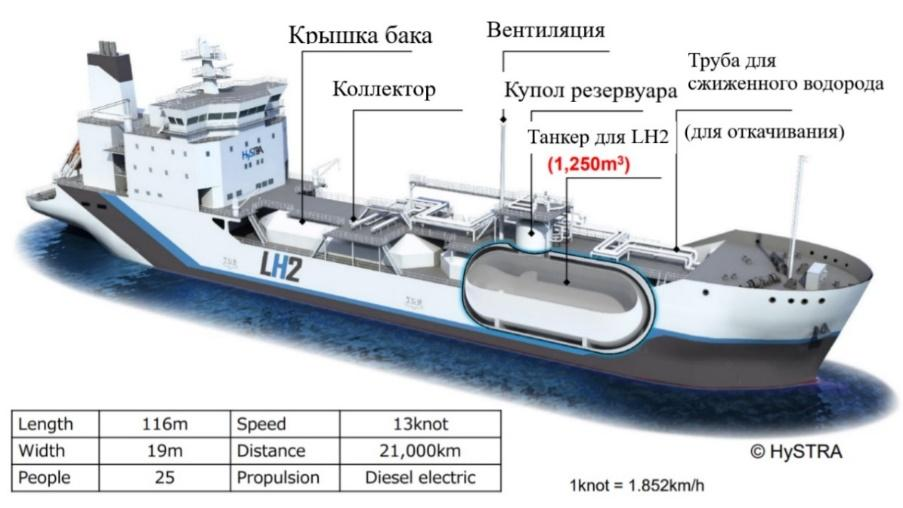 Крышка бака
Вентиляция
Труба для
сжиженного водорода
(для откачивания)
Коллектор
Купол резервуара
Танкер для LH2
(1,250m³)
HySTRA
LH2
Length 116m Speed 13knot
Width 19m Distance 21,000km
People 25 Propulsion Diesel electric
© HySTRA
1knot = 1.852km/h